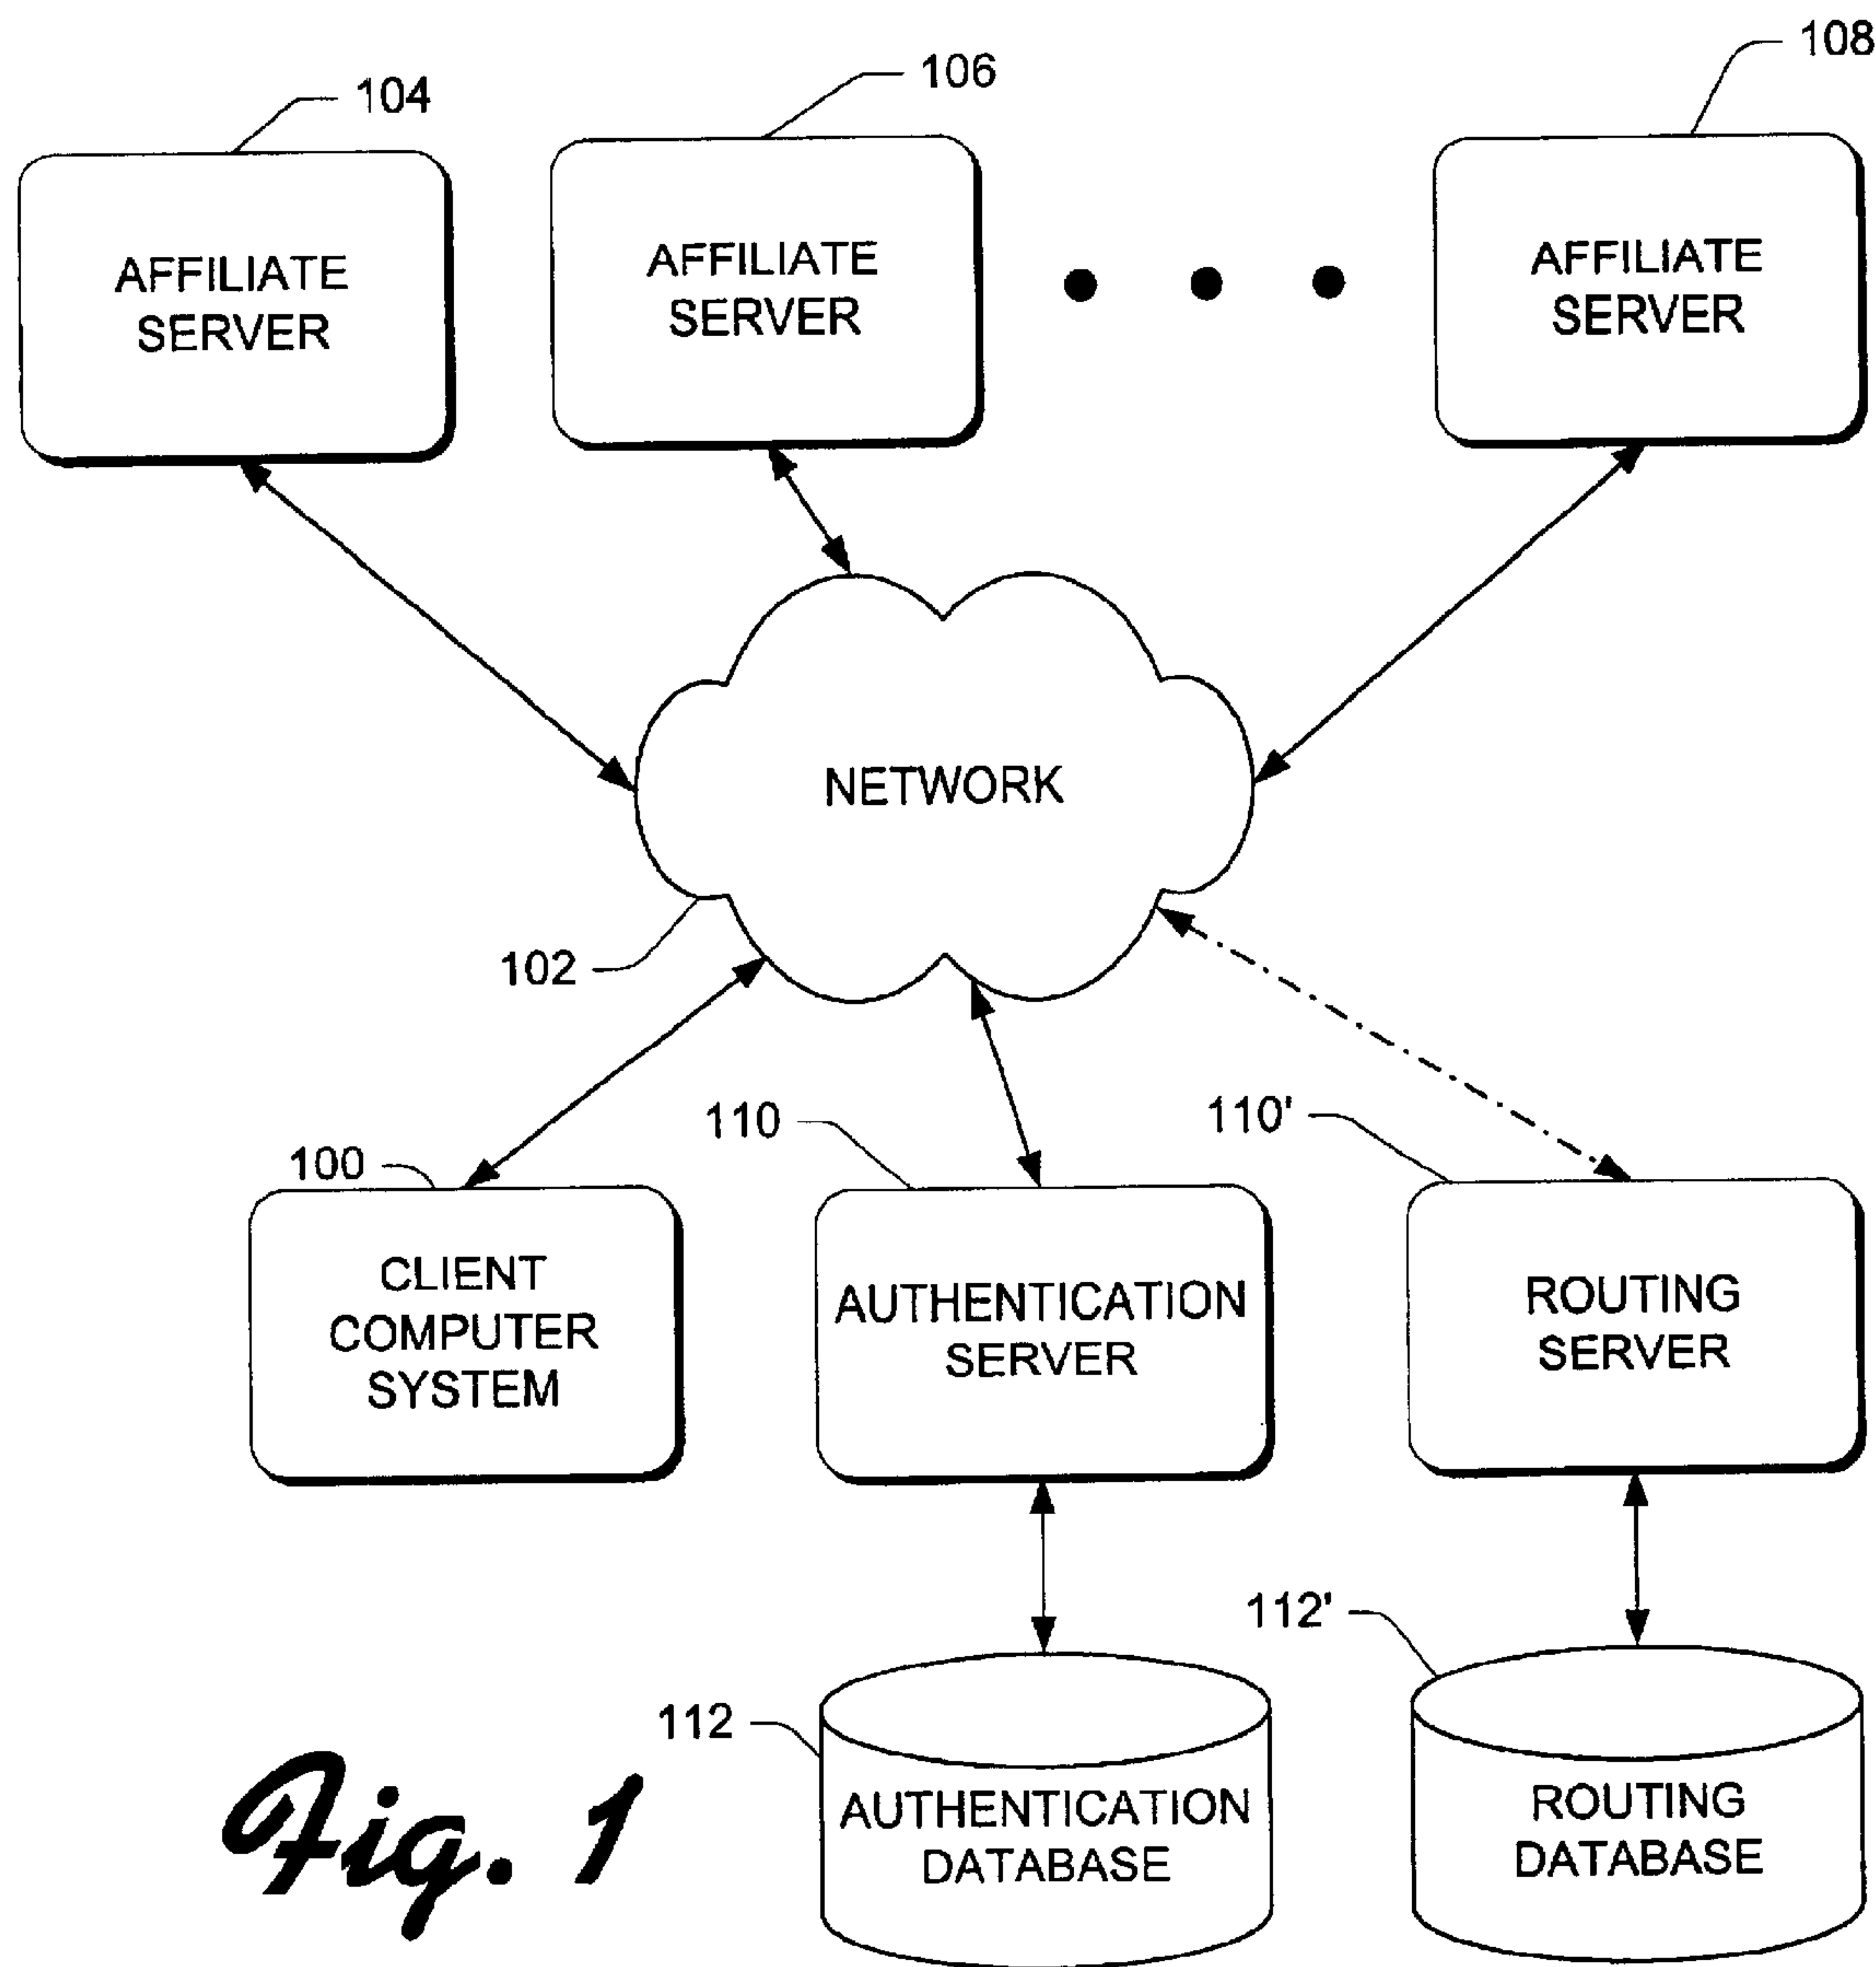 108
106
104
AFFILIATE
SERVER
AFFILIATE
SERVER
AFFILIATE
SERVER
NETWORK
102
110
110'
100
CLIENT
COMPUTER
SYSTEM
AUTHENTICATION
SERVER
ROUTING
SERVER
112'
112
AUTHENTICATION
DATABASE
ROUTING
DATABASE
Fig. 1